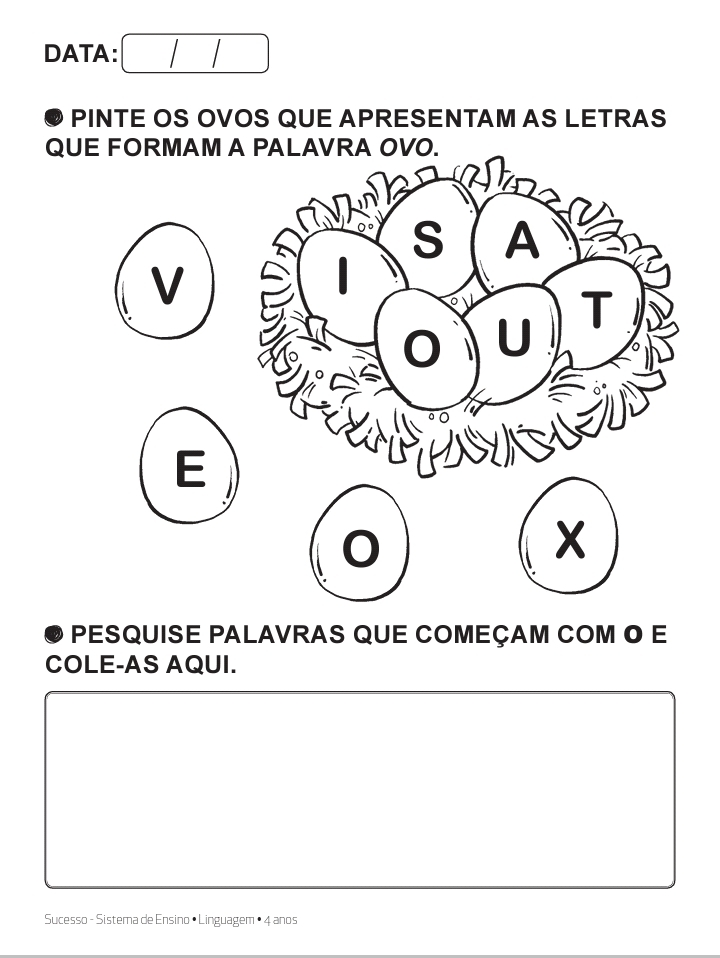 DATA: / /
PINTE OS OVOS QUE APRESENTAM AS LETRAS
QUE FORMAM A PALAVRA OVO.
S A
V I T
O U
E
O X
PESQUISE PALAVRAS QUE COMEÇAM COM O E
COLE-AS AQUI.
Sucesso - Sistema de Ensino • Linguagem • 4 anos